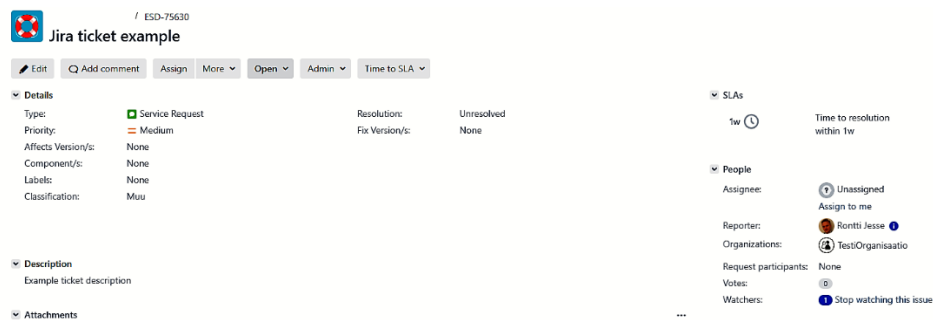 / ESD-75630
Jira ticket example
Edit Add comment Assign More Open Admin Time to SLA
Details
Type: Service Request
Priority: Medium
Affects Version/s: None
Component/s: None
Labels: None
Classification: Muu
Resolution: Unresolved
Fix Version/s: None
Description
Example ticket description
Attachments
...
SLAs
1w Time to resolution
within 1w
People
Assignee: Unassigned
Assign to me
Reporter: Rontti Jesse
Organizations: TestiOrganisaatio
Request participants: None
Votes: 0
Watchers: 1 Stop watching this issue